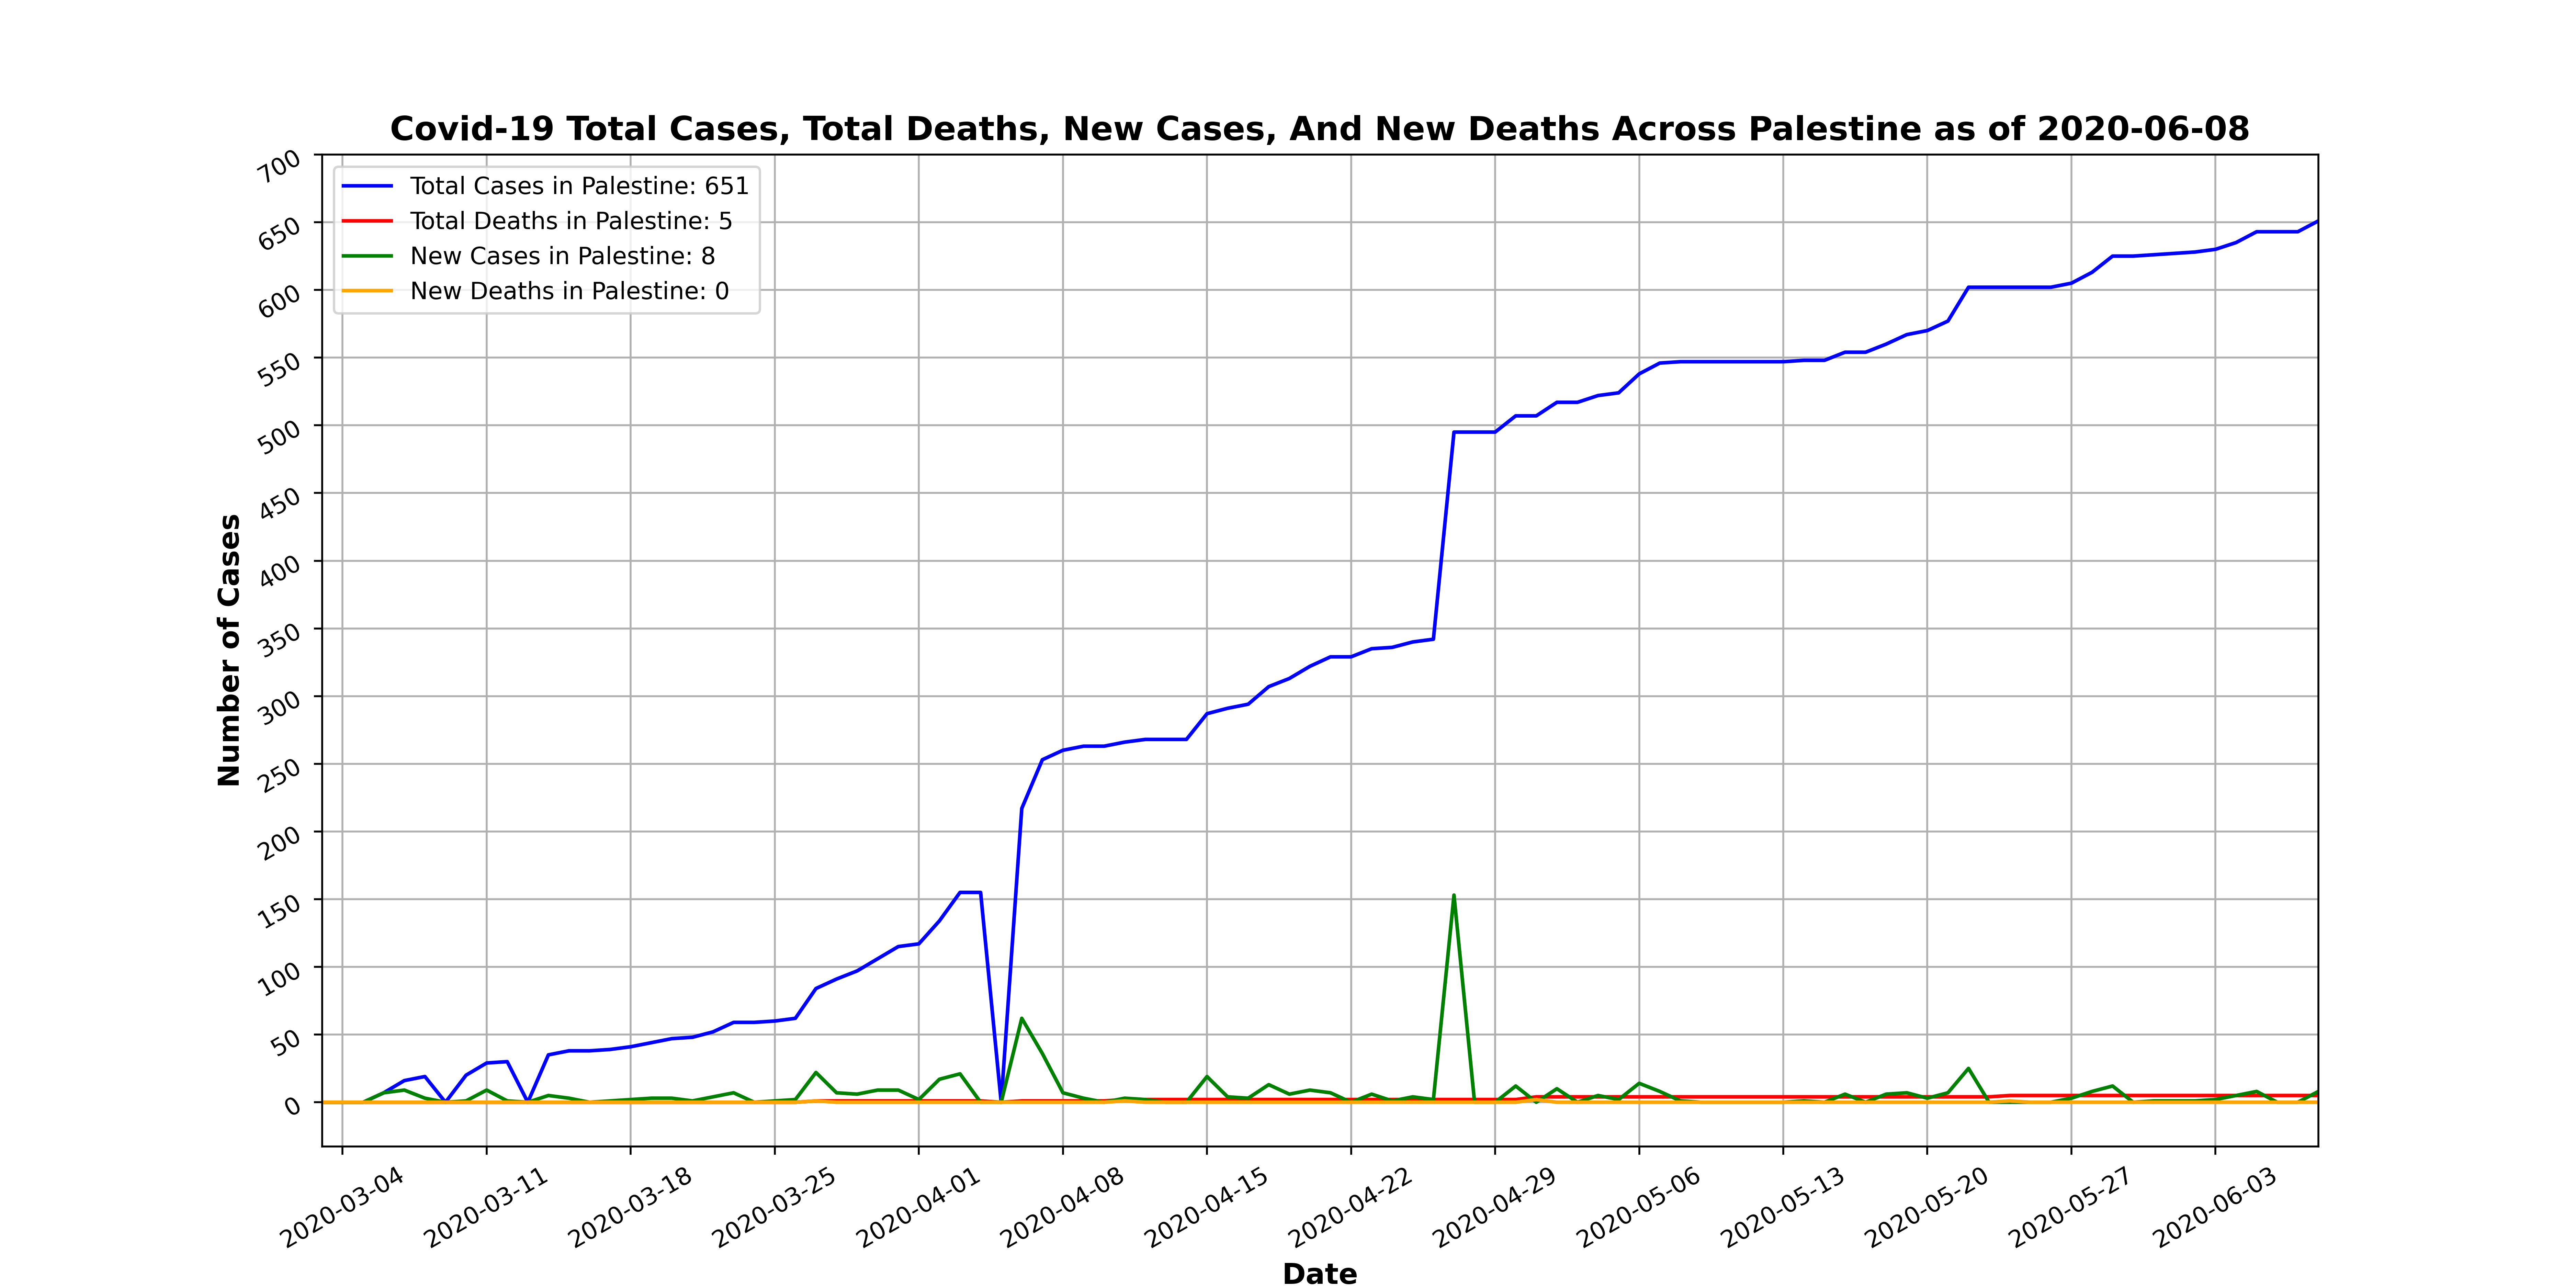 Covid-19 Total Cases, Total Deaths, New Cases, And New Deaths Across Palestine as of 2020-06-08
Total Cases in Palestine: 651
Total Deaths in Palestine: 5
New Cases in Palestine: 8
New Deaths in Palestine: 0
Number of Cases
700
650
600
550
500
450
400
350
300
250
200
150
100
50
0
2020-03-04 2020-03-11 2020-03-18 2020-03-25 2020-04-01 2020-04-08 2020-04-15 2020-04-22 2020-04-29 2020-05-06 2020-05-13 2020-05-20 2020-05-27 2020-06-03
Date